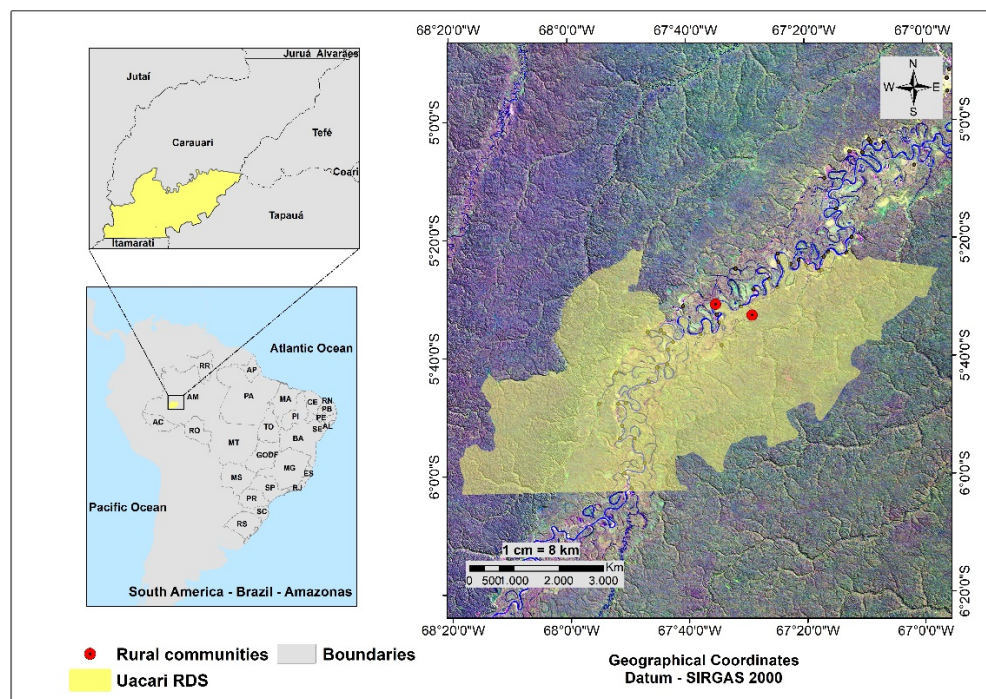 Juruá Alvarães
Jutaí
Carauari
Tefé
Coari
Tapauá
Itamarati
Atlantic Ocean
RR
AP
AM
PA
MA
CE
RN
PB
PE
AL
SE
PI
AC
RO
TO
BA
MT
GODF
MG
ES
MS
SP
RJ
PR
SC
RS
Pacific Ocean
South America - Brazil - Amazonas
68°20'0"W 68°0'0"W 67°40'0"W 67°20'0"W 67°0'0"W
N
W E
S
5°0'0"S 5°0'0"S
5°20'0"S 5°20'0"S
5°40'0"S 5°40'0"S
6°0'0"S 6°0'0"S
6°20'0"S
1 cm = 8 km
Km
0 500 1.000 2.000 3.000
68°20'0"W 68°0'0"W 67°40'0"W 67°20'0"W 67°0'0"W
Rural communities Boundaries
Uacari RDS
Geographical Coordinates
Datum - SIRGAS 2000